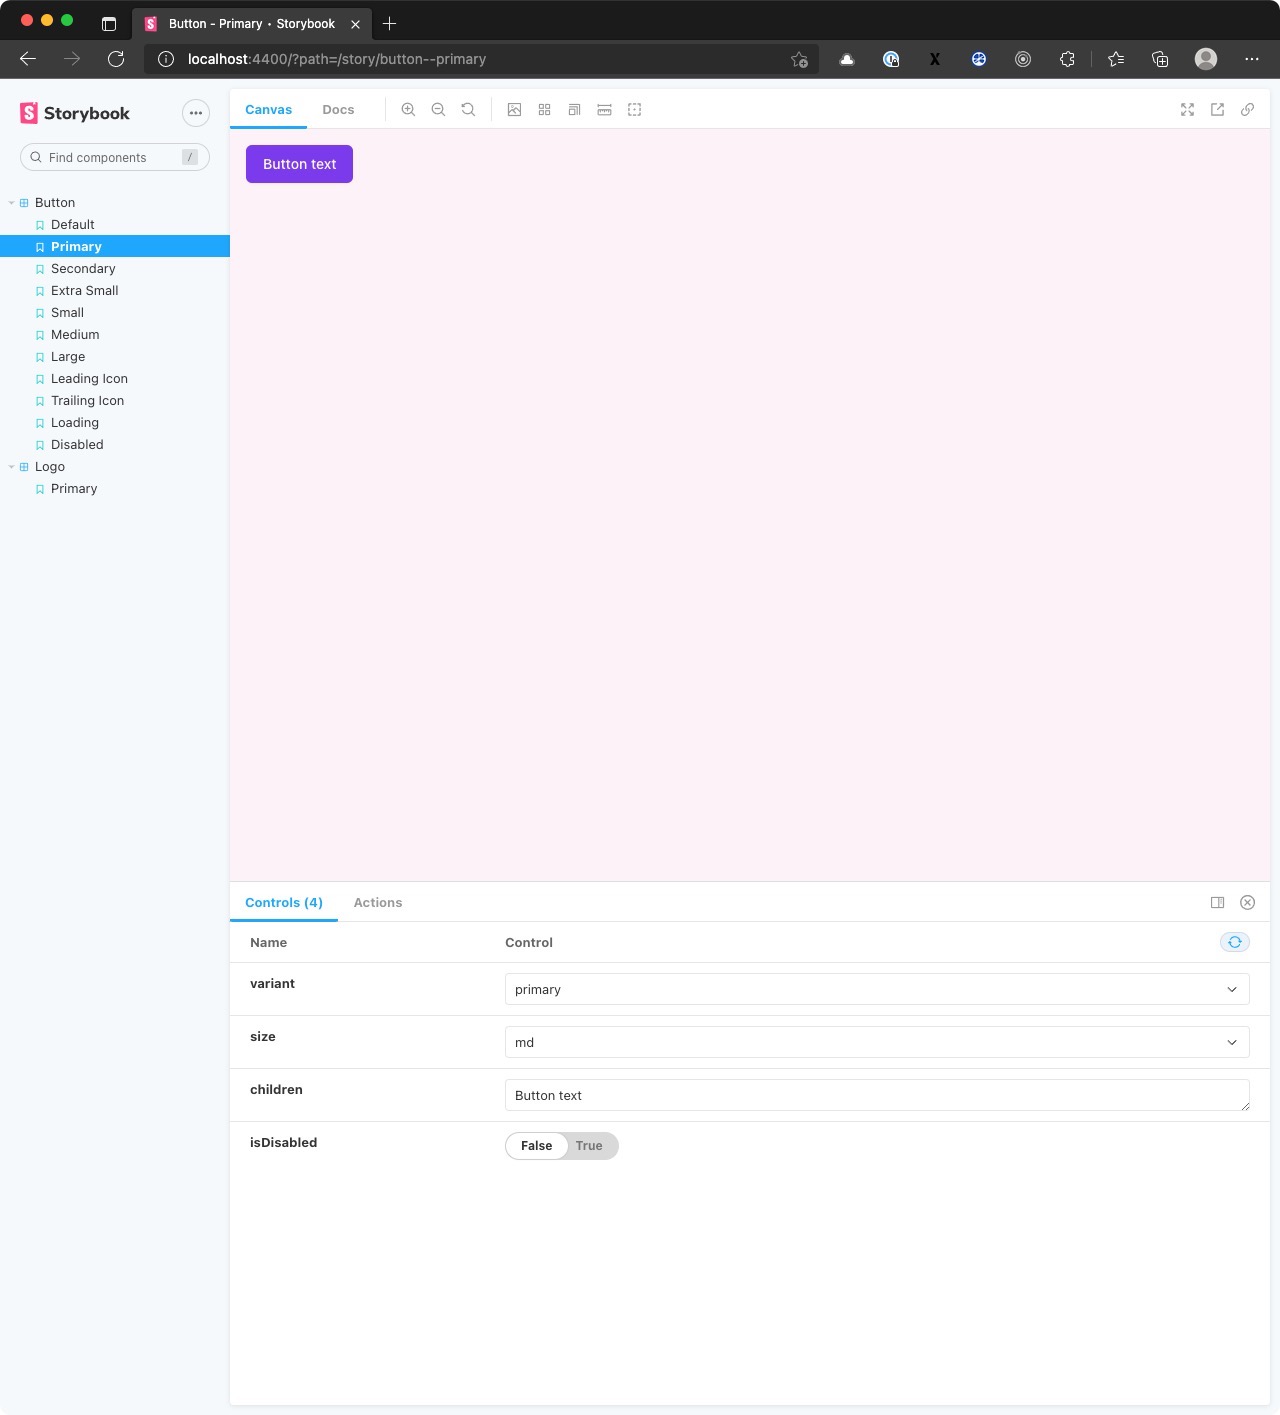 Button - Primary • Storybook
localhost:4400/?path=/story/button--primary
Storybook
Find components /
Button
Default
Primary
Secondary
Extra Small
Small
Medium
Large
Leading Icon
Trailing Icon
Loading
Disabled
Logo
Primary
Canvas Docs
Button text
Controls (4) Actions
Name Control
variant primary
size md
children Button text
isDisabled False True